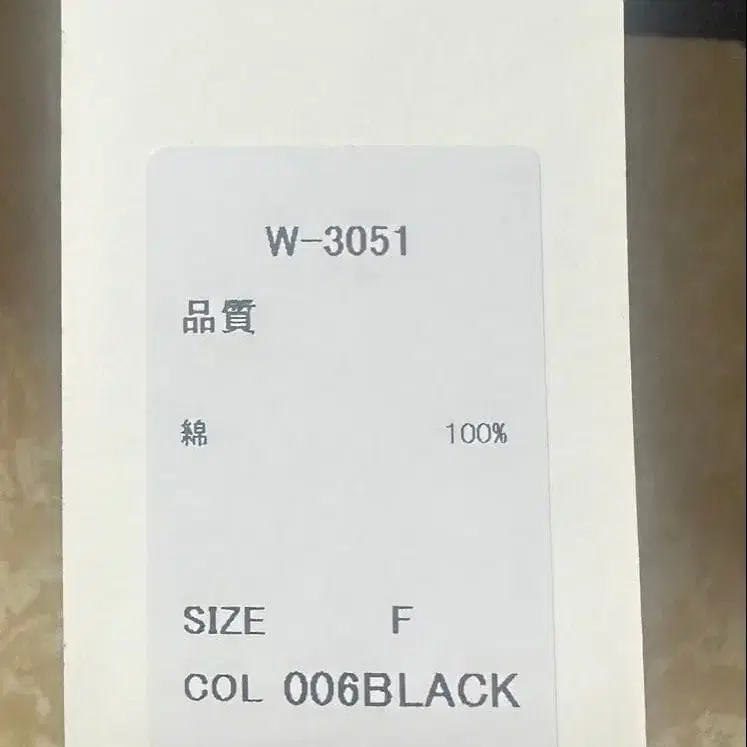 W-3051
品質
綿 100%
SIZE F
COL 006BLACK